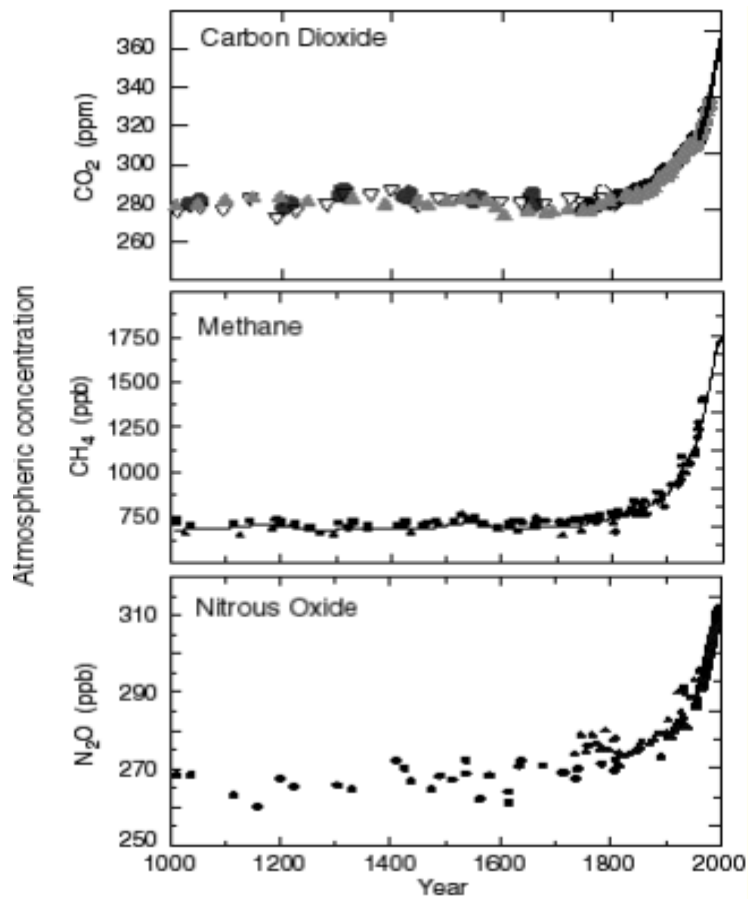 Atmospheric concentration
Carbon Dioxide
CO₂ (ppm)
360
340
320
300
280
260
Methane
CH₄ (ppb)
1750
1500
1250
1000
750
Nitrous Oxide
N₂O (ppb)
310
290
270
250
1000 1200 1400 1600 1800 2000
Year